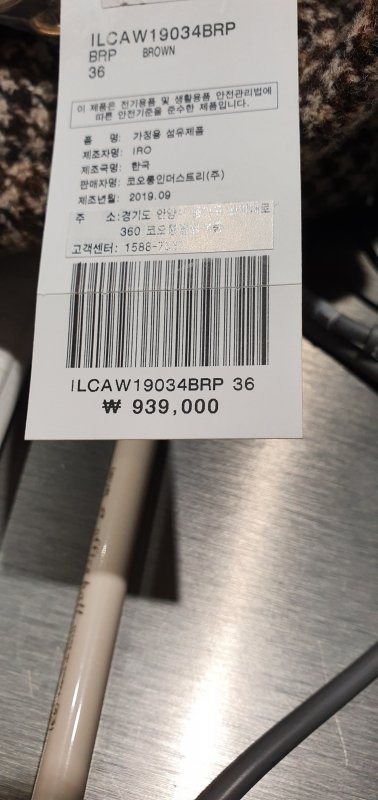 ILCAW19034BRP
BRP BROWN
36
이 제품은 전기용품 및 생활용품 안전관리법에
따른 안전기준을 준수한 제품입니다.
품 명: 가정용 섬유제품
제조자명: IRO
제조국명: 한국
판매자명: 코오롱인더스트리(주)
제조년월: 2019.09
주 소:경기도
360
고객센터: 1588-
ILCAW19034BRP 36
₩ 939,000